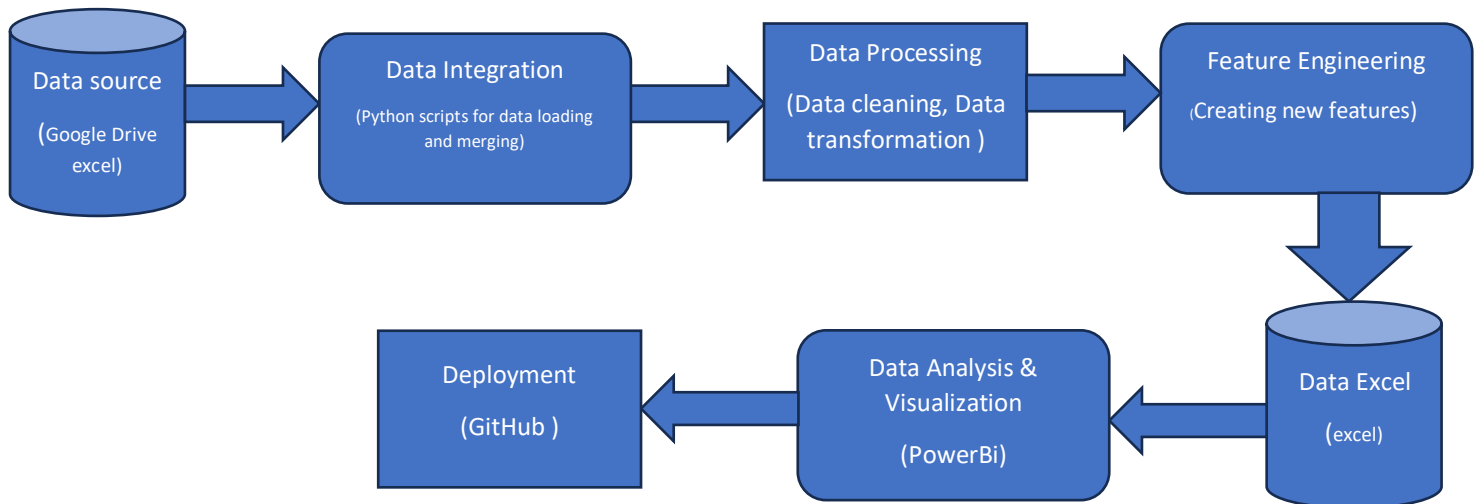 Data source
(Google Drive
excel)
Data Integration
(Python scripts for data loading
and merging)
Data Processing
(Data cleaning, Data
transformation )
Feature Engineering
(Creating new features)
Data Excel
(excel)
Data Analysis &
Visualization
(PowerBi)
Deployment
(GitHub )